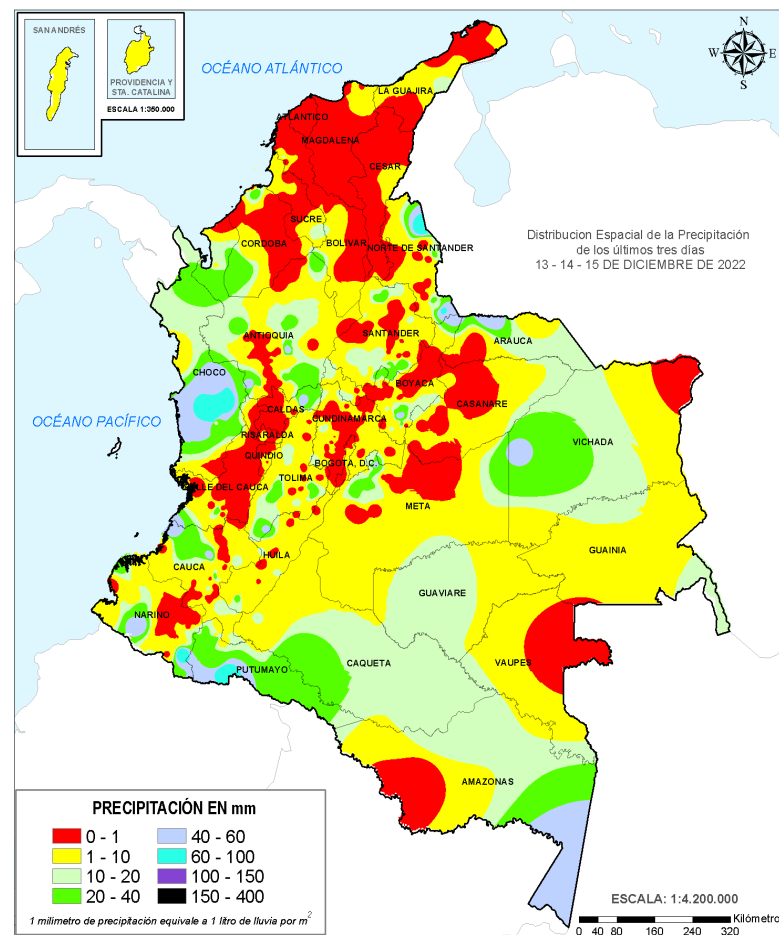 SAN ANDRÉS
PROVIDENCIA Y
STA. CATALINA
ESCALA 1:350.000
N
W
E
S
OCÉANO ATLÁNTICO
LA GUAJIRA
ATLANTICO
MAGDALENA
CESAR
SUCRE
CORDOBA
BOLIVAR
NORTE DE SANTANDER
Distribucion Espacial de la Precipitación
de los últimos tres días
13 - 14 - 15 DE DICIEMBRE DE 2022
ANTIOQUIA
SANTANDER
ARAUCA
CHOCO
BOYACA
CASANARE
OCÉANO PACÍFICO
CALDAS
CUNDINAMARCA
RISARALDA
VICHADA
QUINDIO
BOGOTA, D.C.
TOLIMA
VALLE DEL CAUCA
META
GUAINIA
HUILA
CAUCA
GUAVIARE
NARIÑO
VAUPES
CAQUETA
PUTUMAYO
AMAZONAS
PRECIPITACIÓN EN mm
0 - 1
40 - 60
1 - 10
60 - 100
10 - 20
100 - 150
20 - 40
150 - 400
1 milimetro de precipitación equivale a 1 litro de lluvia por m²
ESCALA: 1:4.200.000
Kilómetro
0 40 80 160 240 320